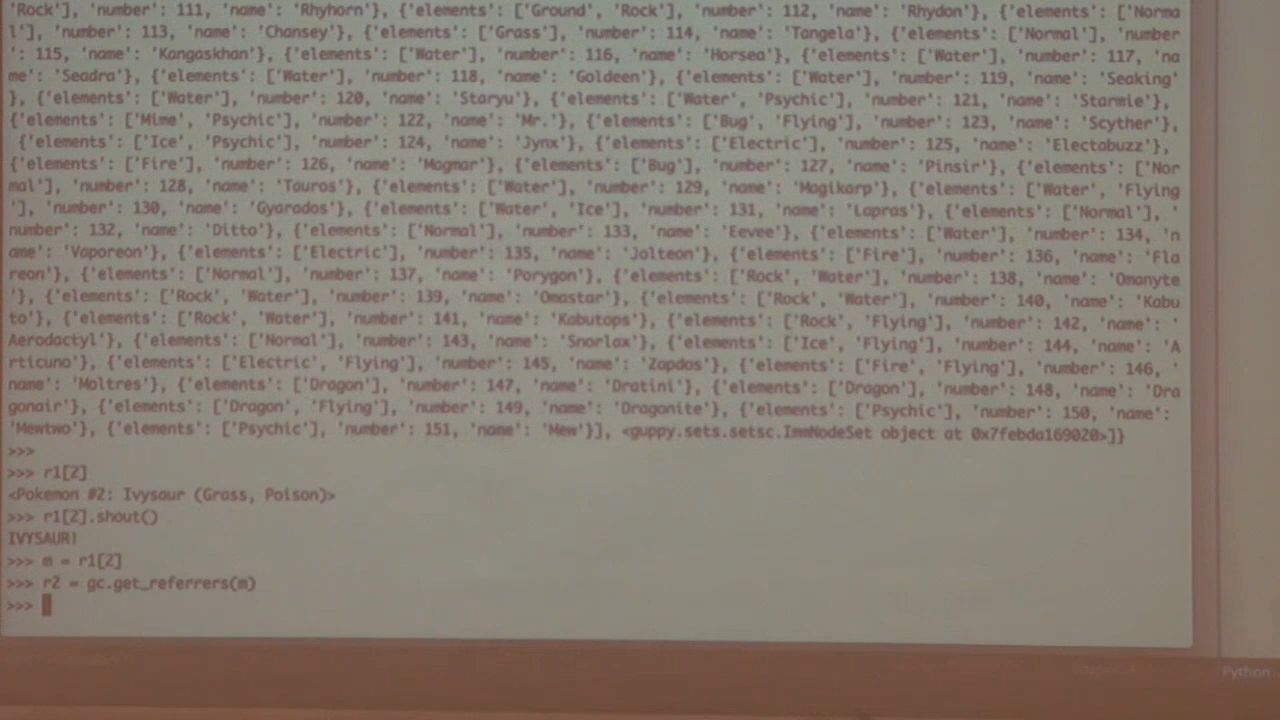 'Rock'], 'number': 111, 'name': 'Rhyhorn'}, {'elements': ['Ground', 'Rock'], 'number': 112, 'name': 'Rhydon'}, {'elements': ['Norma
l'], 'number': 113, 'name': 'Chansey'}, {'elements': ['Grass'], 'number': 114, 'name': 'Tangela'}, {'elements': ['Normal'], 'number'
: 115, 'name': 'Kangaskhan'}, {'elements': ['Water'], 'number': 116, 'name': 'Horsea'}, {'elements': ['Water'], 'number': 117, 'na
me': 'Seadra'}, {'elements': ['Water'], 'number': 118, 'name': 'Goldeen'}, {'elements': ['Water'], 'number': 119, 'name': 'Seaking'
}, {'elements': ['Water'], 'number': 120, 'name': 'Staryu'}, {'elements': ['Water', 'Psychic'], 'number': 121, 'name': 'Starmie'},
{'elements': ['Mime', 'Psychic'], 'number': 122, 'name': 'Mr.'}, {'elements': ['Bug', 'Flying'], 'number': 123, 'name': 'Scyther'},
{'elements': ['Ice', 'Psychic'], 'number': 124, 'name': 'Jynx'}, {'elements': ['Electric'], 'number': 125, 'name': 'Electabuzz'},
{'elements': ['Fire'], 'number': 126, 'name': 'Magmar'}, {'elements': ['Bug'], 'number': 127, 'name': 'Pinsir'}, {'elements': ['Nor
mal'], 'number': 128, 'name': 'Tauros'}, {'elements': ['Water'], 'number': 129, 'name': 'Magikarp'}, {'elements': ['Water', 'Flying
'], 'number': 130, 'name': 'Gyarados'}, {'elements': ['Water', 'Ice'], 'number': 131, 'name': 'Lapras'}, {'elements': ['Normal'], '
number': 132, 'name': 'Ditto'}, {'elements': ['Normal'], 'number': 133, 'name': 'Eevee'}, {'elements': ['Water'], 'number': 134, 'n
ame': 'Vaporeon'}, {'elements': ['Electric'], 'number': 135, 'name': 'Jolteon'}, {'elements': ['Fire'], 'number': 136, 'name': 'Fla
reon'}, {'elements': ['Normal'], 'number': 137, 'name': 'Porygon'}, {'elements': ['Rock', 'Water'], 'number': 138, 'name': 'Omanyte
'}, {'elements': ['Rock', 'Water'], 'number': 139, 'name': 'Omastar'}, {'elements': ['Rock', 'Water'], 'number': 140, 'name': 'Kabu
to'}, {'elements': ['Rock', 'Water'], 'number': 141, 'name': 'Kabutops'}, {'elements': ['Rock', 'Flying'], 'number': 142, 'name': '
Aerodactyl'}, {'elements': ['Normal'], 'number': 143, 'name': 'Snorlax'}, {'elements': ['Ice', 'Flying'], 'number': 144, 'name': 'A
rticuno'}, {'elements': ['Electric', 'Flying'], 'number': 145, 'name': 'Zapdos'}, {'elements': ['Fire', 'Flying'], 'number': 146, '
name': 'Moltres'}, {'elements': ['Dragon'], 'number': 147, 'name': 'Dratini'}, {'elements': ['Dragon'], 'number': 148, 'name': 'Dra
gonair'}, {'elements': ['Dragon', 'Flying'], 'number': 149, 'name': 'Dragonite'}, {'elements': ['Psychic'], 'number': 150, 'name':
'Mewtwo'}, {'elements': ['Psychic'], 'number': 151, 'name': 'Mew'}], <guppy.sets.setsc.ImmNodeSet object at 0x7febda169020>]}
>>>
>>> r1[2]
<Pokemon #2: Ivysaur (Grass, Poison)>
>>> r1[2].shout()
IVYSAUR!
>>> m = r1[2]
>>> r2 = gc.get_referrers(m)
>>>
Python